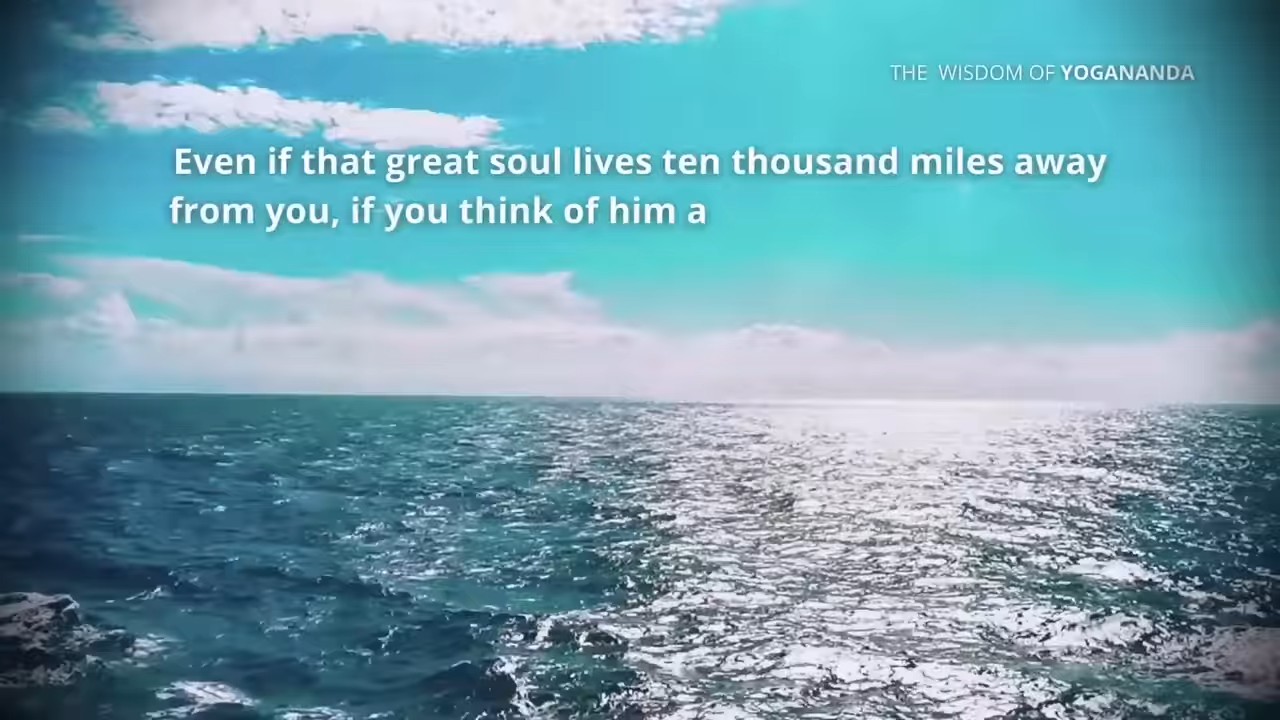 THE WISDOM OF YOGANANDA
Even if that great soul lives ten thousand miles away
from you, if you think of him a